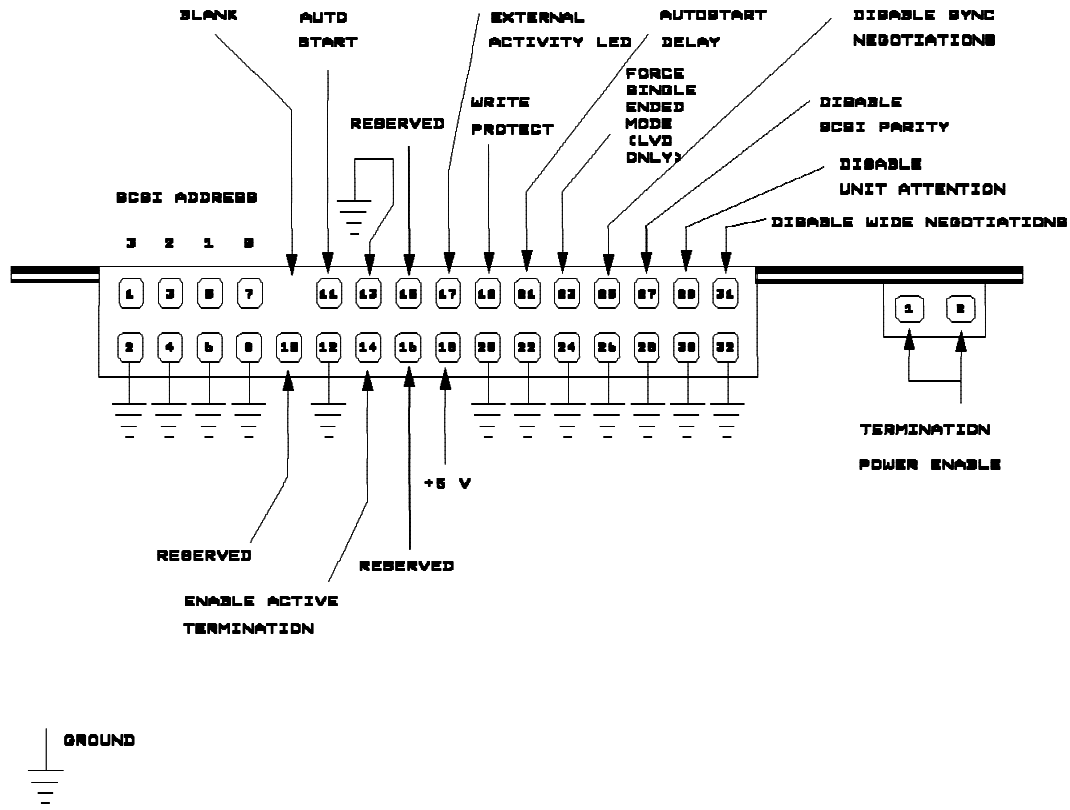 BLANK
AUTO
START
EXTERNAL
ACTIVITY LED
AUTOSTART
DELAY
DISABLE SYNC
NEGOTIATIONS
FORCE
SINGLE
ENDED
MODE
(LVD
ONLY)
WRITE
PROTECT
RESERVED
DISABLE
SCSI PARITY
DISABLE
UNIT ATTENTION
DISABLE WIDE NEGOTIATIONS
SCSI ADDRESS
3 2 1 0
1 3 5 7 11 13 15 17 19 21 23 25 27 29 31
2 4 6 8 10 12 14 16 18 20 22 24 26 28 30 32
1 2
TERMINATION
POWER ENABLE
+5 V
RESERVED
RESERVED
ENABLE ACTIVE
TERMINATION
GROUND